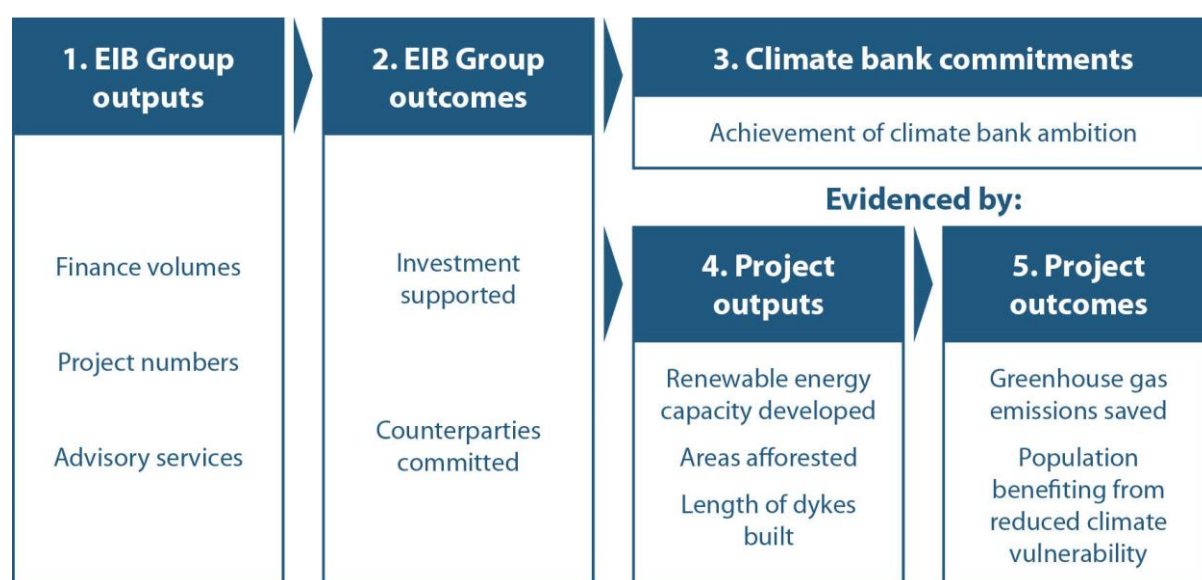 1. EIB Group
outputs
Finance volumes
Project numbers
Advisory services
2. EIB Group
outcomes
Investment
supported
Counterparties
committed
3. Climate bank commitments
Achievement of climate bank ambition
Evidenced by:
4. Project
outputs
Renewable energy
capacity developed
Areas afforested
Length of dykes
built
5. Project
outcomes
Greenhouse gas
emissions saved
Population
benefiting from
reduced climate
vulnerability